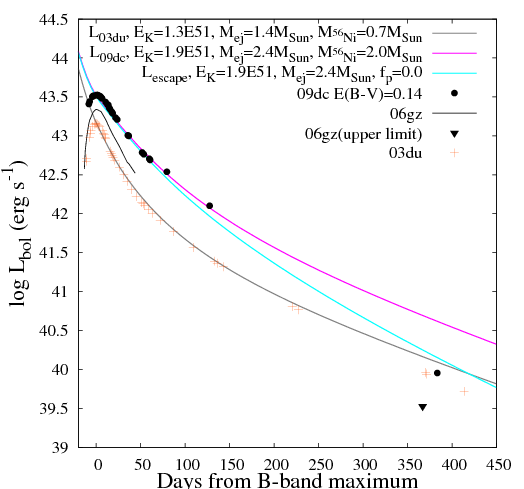 L03du, EK=1.3E51, Mej=1.4MSun, M56Ni=0.7MSun
L09dc, EK=1.9E51, Mej=2.4MSun, M56Ni=2.0MSun
Lescape, EK=1.9E51, Mej=2.4MSun, fp=0.0
09dc E(B-V)=0.14
06gz
06gz(upper limit)
03du
44.5
44
43.5
43
42.5
42
41.5
41
40.5
40
39.5
39
log Lbol (erg s-1)
0 50 100 150 200 250 300 350 400 450
Days from B-band maximum